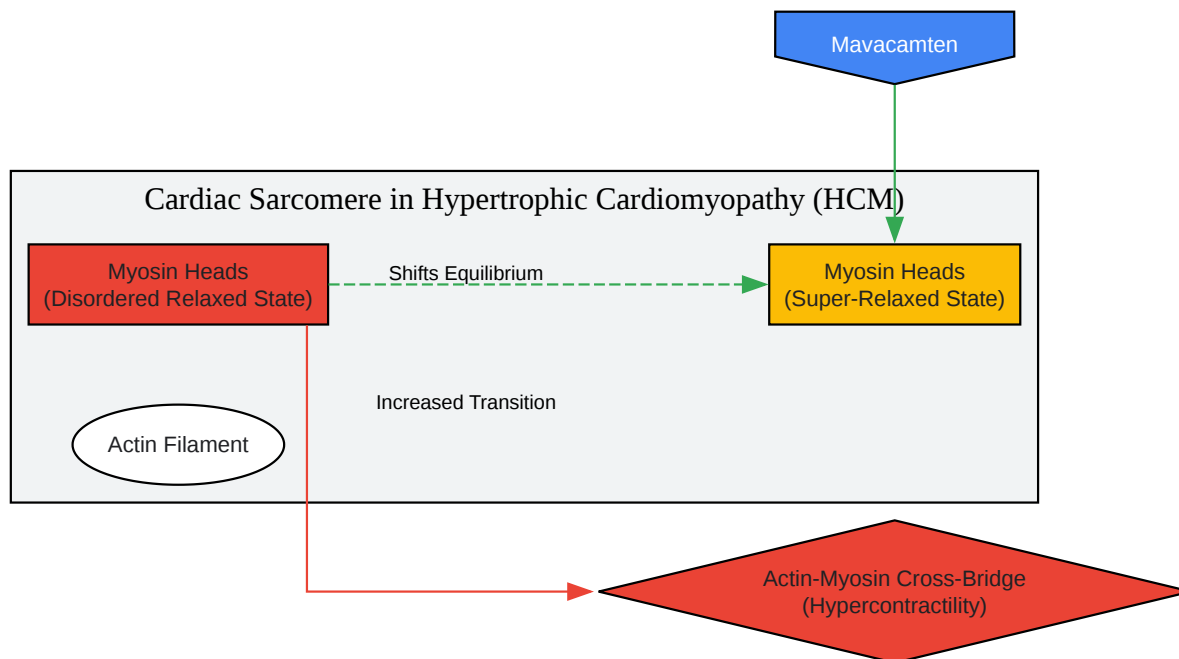 Mavacamten
Cardiac Sarcomere in Hypertrophic Cardiomyopathy (HCM)
Myosin Heads
(Disordered Relaxed State)
Shifts Equilibrium
Myosin Heads
(Super-Relaxed State)
Increased Transition
Actin Filament
Actin-Myosin Cross-Bridge
(Hypercontractility)